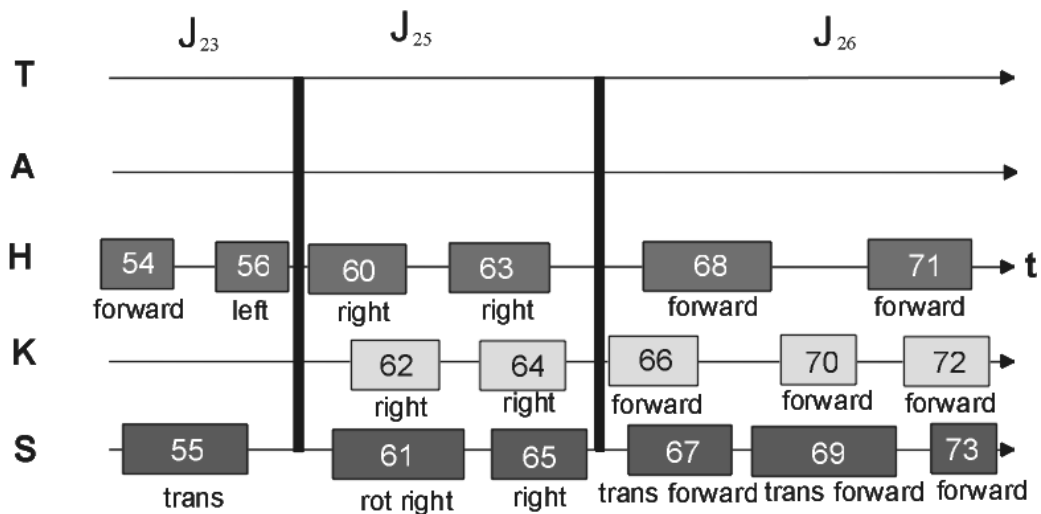 J23 J25 J26
T
A
H 54 56 60 63 68 71 t
forward left right right forward forward
K 62 64 66 70 72
right right forward forward forward
S 55 61 65 67 69 73
trans rot right right trans forward trans forward forward